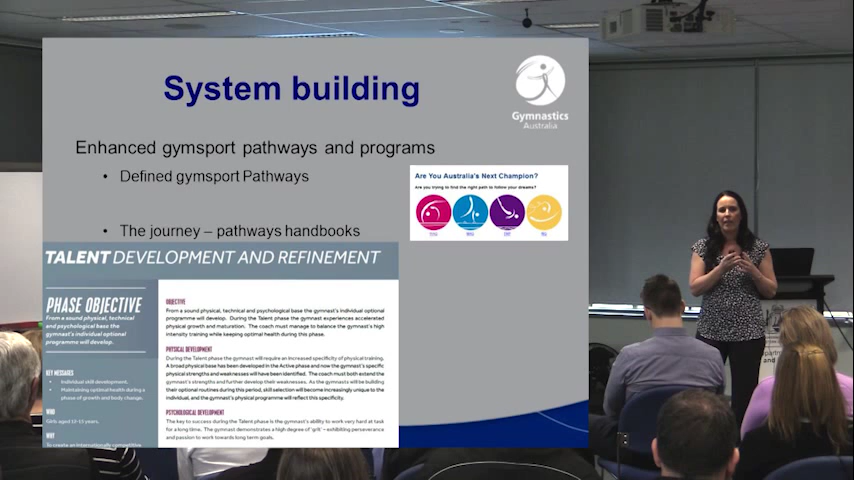 System building
Gymnastics
Australia
Enhanced gymsport pathways and programs
• Defined gymsport Pathways
Are You Australia's Next Champion?
Are you trying to find the right path to follow your dreams?
• The journey – pathways handbooks
TALENT DEVELOPMENT AND REFINEMENT
PHASE OBJECTIVE
From a sound physical, technical
and psychological base the
gymnast's individual optional
programme will develop.
KEY MESSAGES
• Individual skill development.
• Maintaining optimal health during a
phase of growth and body change.
WHO
Girls aged 10-15 years.
WHY
To create an internationally competitive
OBJECTIVE
From a sound physical, technical and psychological base the gymnast's individual optional
programme will develop. During the Talent phase the gymnast experiences accelerated
physical growth and maturation. The coach must manage to balance the gymnast's high
intensity training while keeping optimal health during this phase.
PHYSICAL DEVELOPMENT
During the Talent phase the gymnast will require an increased specificity of physical training.
A broad physical base has been developed in the Active phase and now the gymnast's specific
physical strengths and weaknesses will have been identified. The coach must both extend the
gymnast's strengths and further develop their weaknesses. As the gymnasts will be building
their optional routines during this period, skill selection will become increasingly unique to the
individual, and the gymnast's physical programme will reflect this specificity.
PSYCHOLOGICAL DEVELOPMENT
The key to success during the Talent phase is the gymnast's ability to work very hard at task
for a long time. The gymnast demonstrates a high degree of 'grit' – exhibiting perseverance
and passion to work towards long term goals.